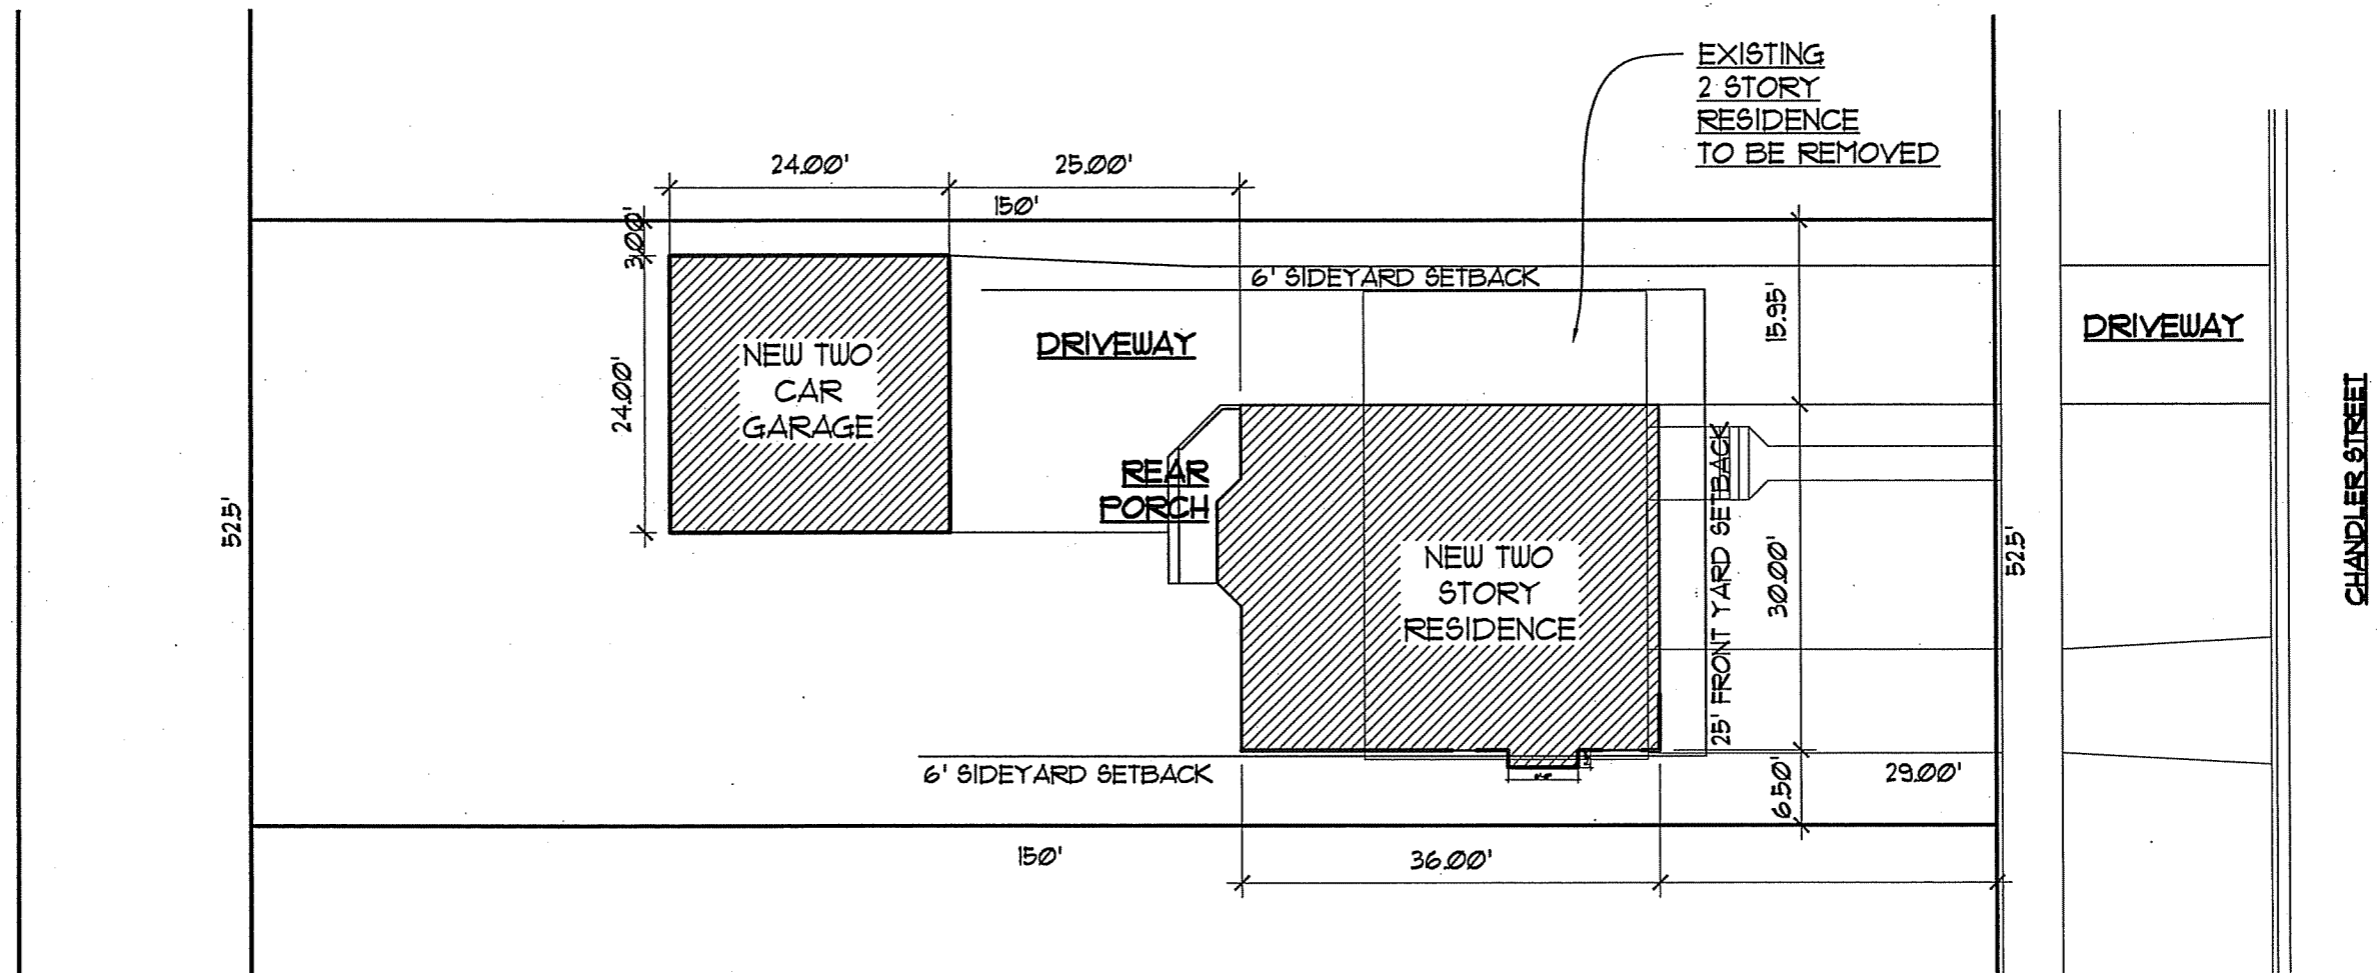 EXISTING
2 STORY
RESIDENCE
TO BE REMOVED
24.00'
25.00'
150'
3.00'
6' SIDEYARD SETBACK
15.95'
DRIVEWAY
DRIVEWAY
NEW TWO
CAR
GARAGE
24.00'
REAR
PORCH
CHANDLER STREET
52.5'
52.5'
NEW TWO
STORY
RESIDENCE
25' FRONT YARD SETBACK
30.00'
6' SIDEYARD SETBACK
29.00'
6.50'
150'
36.00'